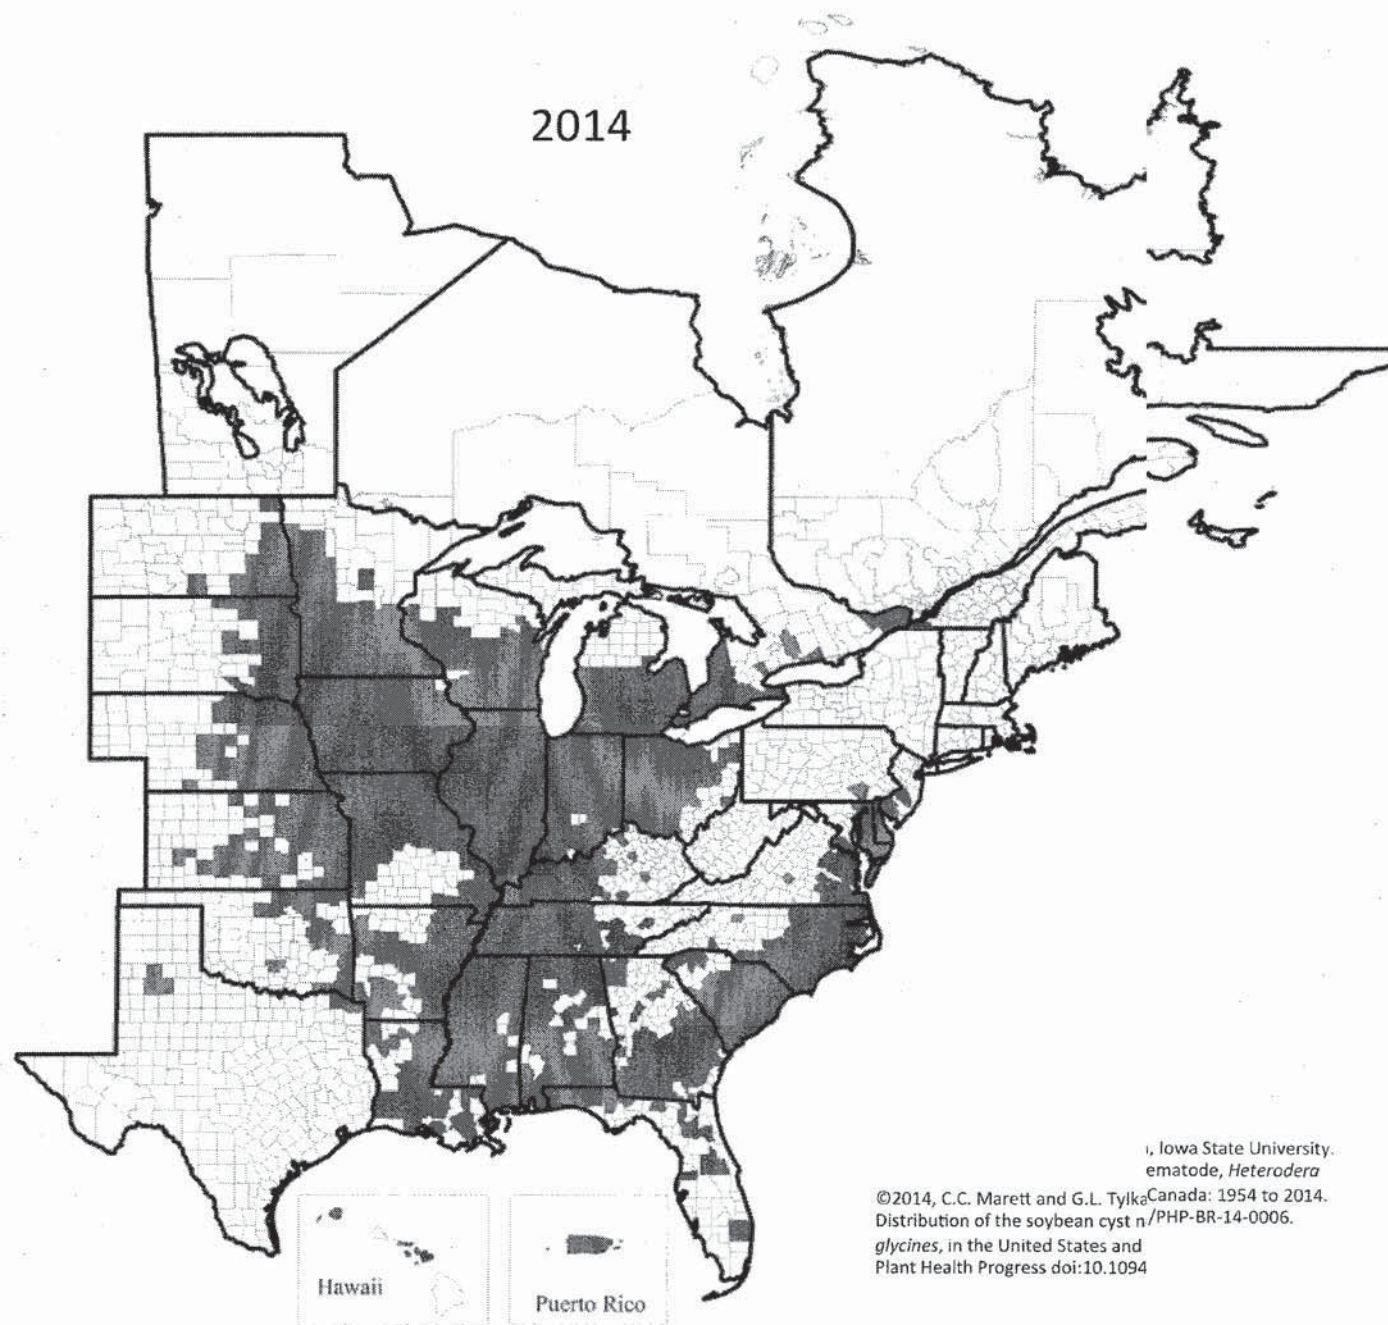 2014
, Iowa State University.
ematode, Heterodera
©2014, C.C. Marett and G.L. Tylka Canada: 1954 to 2014.
Distribution of the soybean cyst n /PHP-BR-14-0006.
glycines, in the United States and
Plant Health Progress doi:10.1094
Hawaii
Puerto Rico